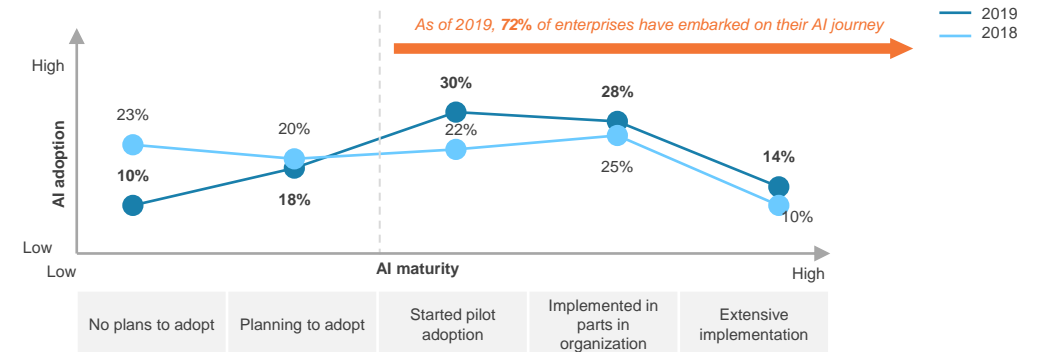 As of 2019, 72% of enterprises have embarked on their AI journey
2019
2018
High
AI adoption
Low
23%
10%
20%
18%
30%
22%
28%
25%
14%
10%
Low
AI maturity
High
No plans to adopt
Planning to adopt
Started pilot
adoption
Implemented in
parts in
organization
Extensive
implementation